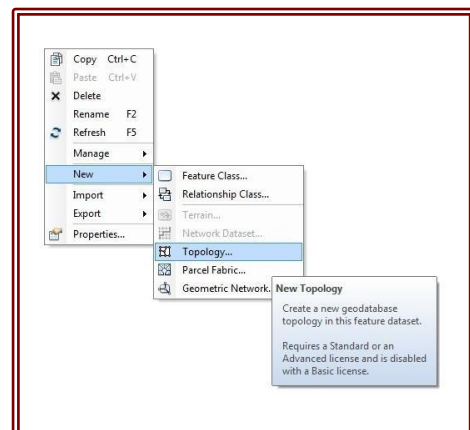 Copy Ctrl+C
Paste Ctrl+V
Delete
Rename F2
Refresh F5
Manage
New
Import
Export
Properties...
Feature Class...
Relationship Class...
Terrain...
Network Dataset...
Topology...
Parcel Fabric...
Geometric Network.
New Topology
Create a new geodatabase
topology in this feature dataset.
Requires a Standard or an
Advanced license and is disabled
with a Basic license.